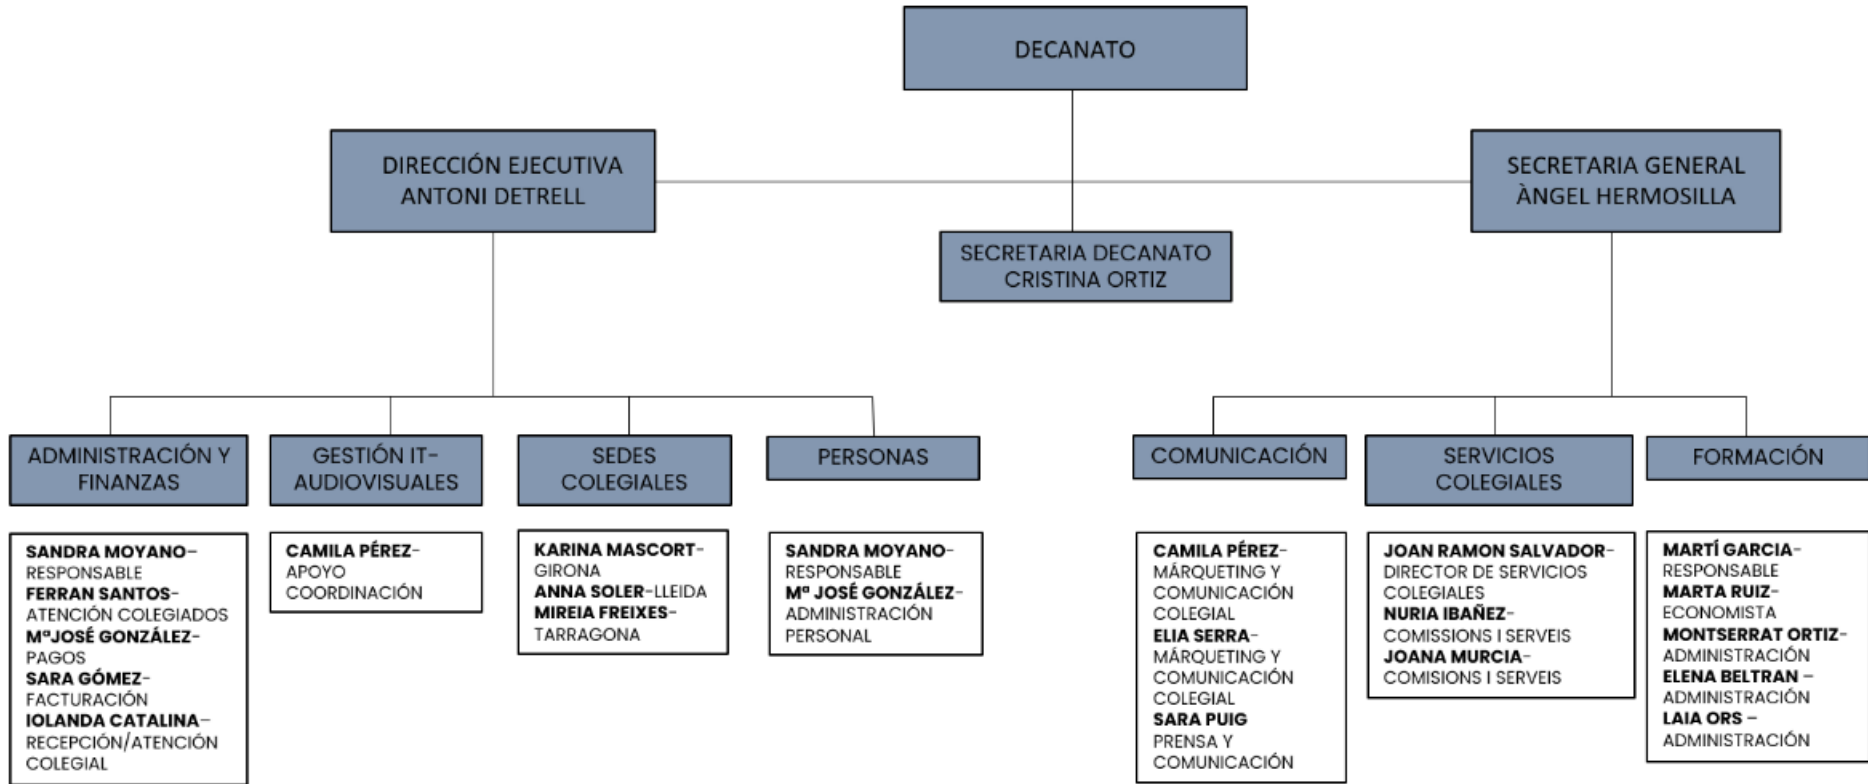 DECANATO
DIRECCIÓN EJECUTIVA
ANTONI DETRELL
SECRETARIA GENERAL
ÀNGEL HERMOSILLA
SECRETARIA DECANATO
CRISTINA ORTIZ
ADMINISTRACIÓN Y
FINANZAS
SANDRA MOYANO–
RESPONSABLE
FERRAN SANTOS-
ATENCIÓN COLEGIADOS
MªJOSÉ GONZÁLEZ-
PAGOS
SARA GÓMEZ-
FACTURACIÓN
IOLANDA CATALINA–
RECEPCIÓN/ATENCIÓN
COLEGIAL
GESTIÓN IT-
AUDIOVISUALES
CAMILA PÉREZ-
APOYO
COORDINACIÓN
SEDES
COLEGIALES
KARINA MASCORT-
GIRONA
ANNA SOLER-LLEIDA
MIREIA FREIXES-
TARRAGONA
PERSONAS
SANDRA MOYANO-
RESPONSABLE
Mª JOSÉ GONZÁLEZ-
ADMINISTRACIÓN
PERSONAL
COMUNICACIÓN
CAMILA PÉREZ-
MÁRQUETING Y
COMUNICACIÓN
COLEGIAL
ELIA SERRA-
MÁRQUETING Y
COMUNICACIÓN
COLEGIAL
SARA PUIG
PRENSA Y
COMUNICACIÓN
SERVICIOS
COLEGIALES
JOAN RAMON SALVADOR-
DIRECTOR DE SERVICIOS
COLEGIALES
NURIA IBAÑEZ-
COMISSIONS I SERVEIS
JOANA MURCIA-
COMISIONS I SERVEIS
FORMACIÓN
MARTÍ GARCIA-
RESPONSABLE
MARTA RUIZ-
ECONOMISTA
MONTSERRAT ORTIZ-
ADMINISTRACIÓN
ELENA BELTRAN –
ADMINISTRACIÓN
LAIA ORS –
ADMINISTRACIÓN